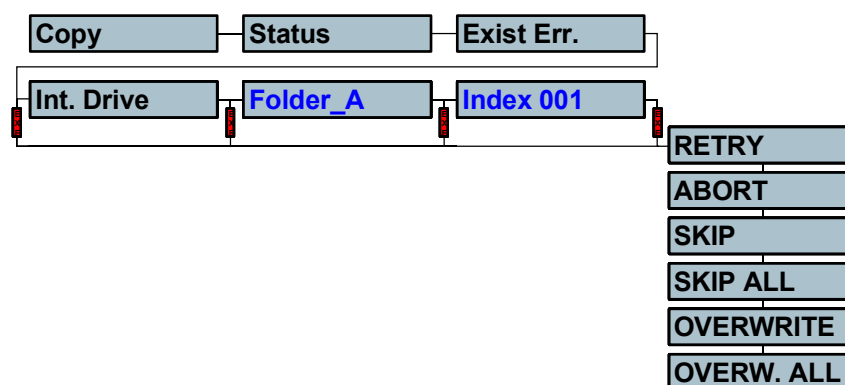 Copy Status Exist Err.
Int. Drive Folder_A Index 001
RETRY
ABORT
SKIP
SKIP ALL
OVERWRITE
OVERW. ALL